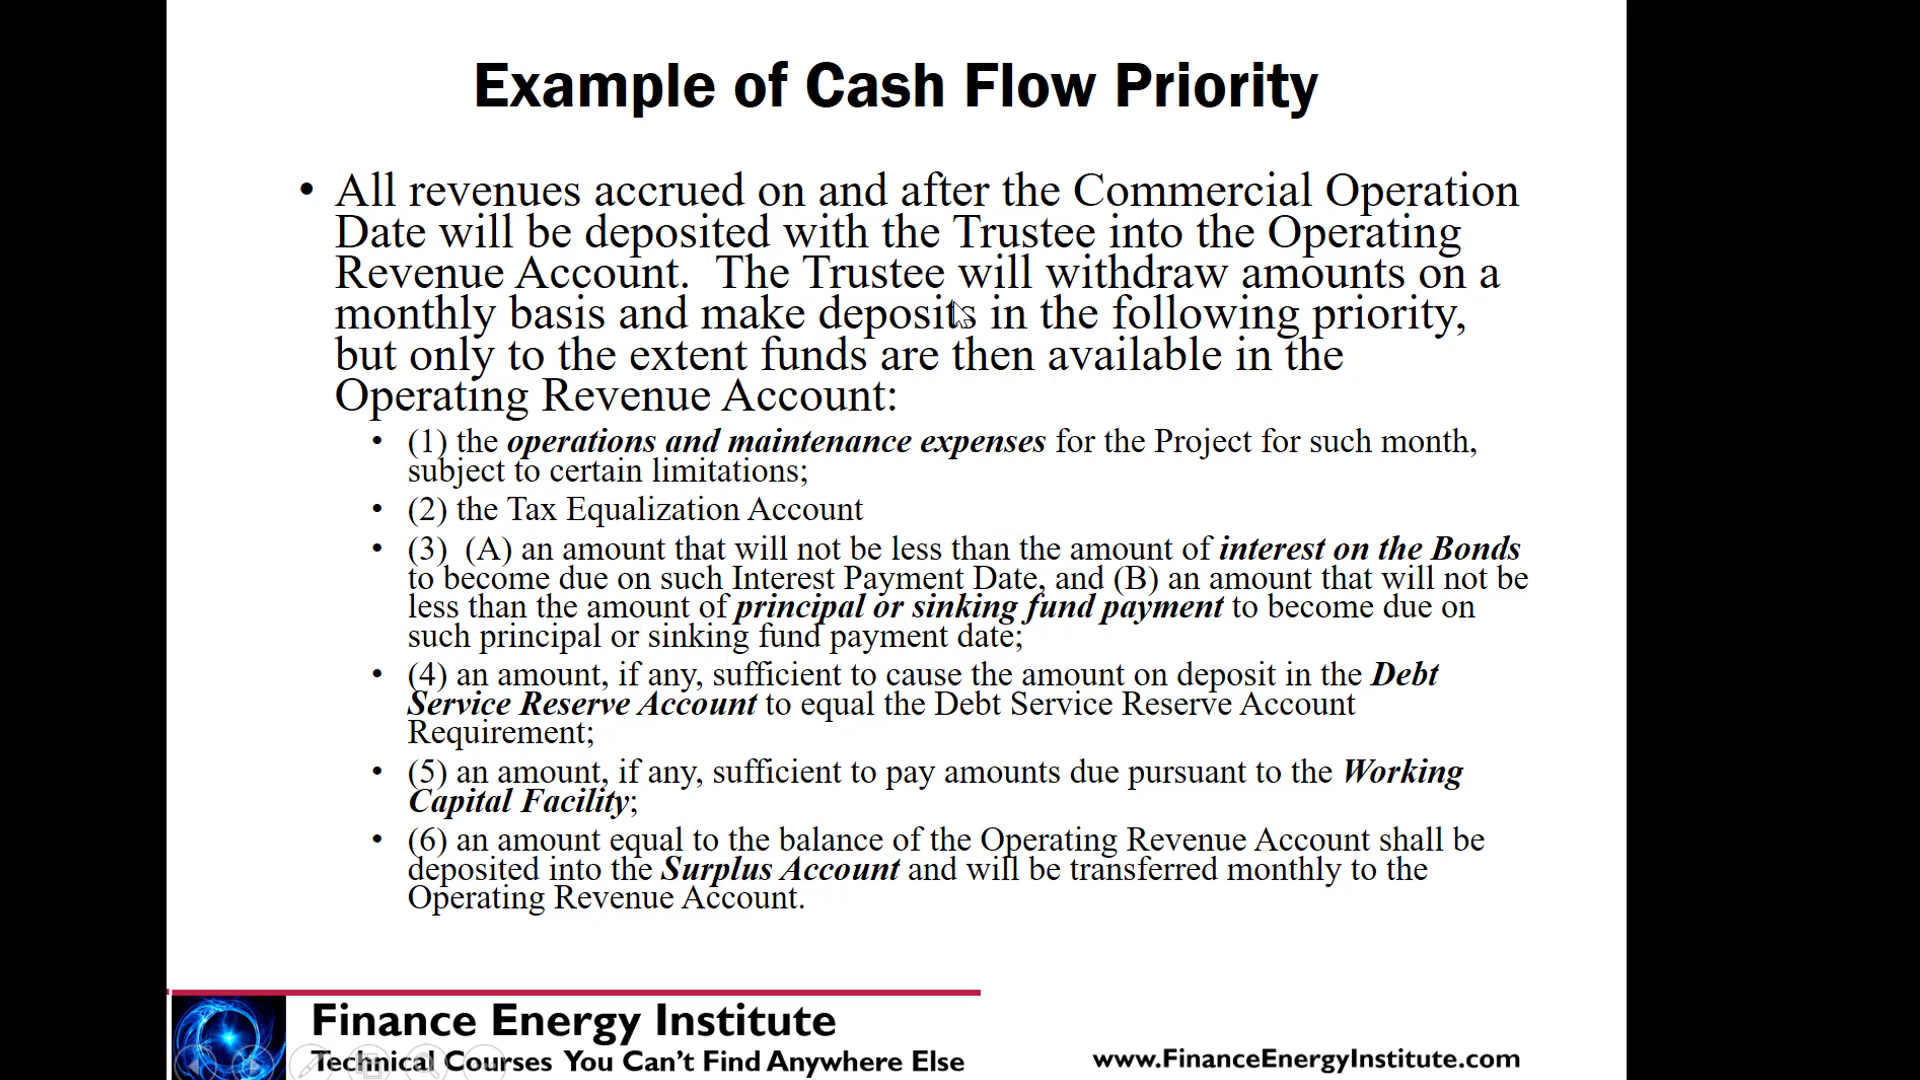 Example of Cash Flow Priority
• All revenues accrued on and after the Commercial Operation
Date will be deposited with the Trustee into the Operating
Revenue Account.  The Trustee will withdraw amounts on a
monthly basis and make deposits in the following priority,
but only to the extent funds are then available in the
Operating Revenue Account:
• (1) the operations and maintenance expenses for the Project for such month,
subject to certain limitations;
• (2) the Tax Equalization Account
• (3)  (A) an amount that will not be less than the amount of interest on the Bonds
to become due on such Interest Payment Date, and (B) an amount that will not be
less than the amount of principal or sinking fund payment to become due on
such principal or sinking fund payment date;
• (4) an amount, if any, sufficient to cause the amount on deposit in the Debt
Service Reserve Account to equal the Debt Service Reserve Account
Requirement;
• (5) an amount, if any, sufficient to pay amounts due pursuant to the Working
Capital Facility;
• (6) an amount equal to the balance of the Operating Revenue Account shall be
deposited into the Surplus Account and will be transferred monthly to the
Operating Revenue Account.
Finance Energy Institute
Technical Courses You Can't Find Anywhere Else
www.FinanceEnergyInstitute.com